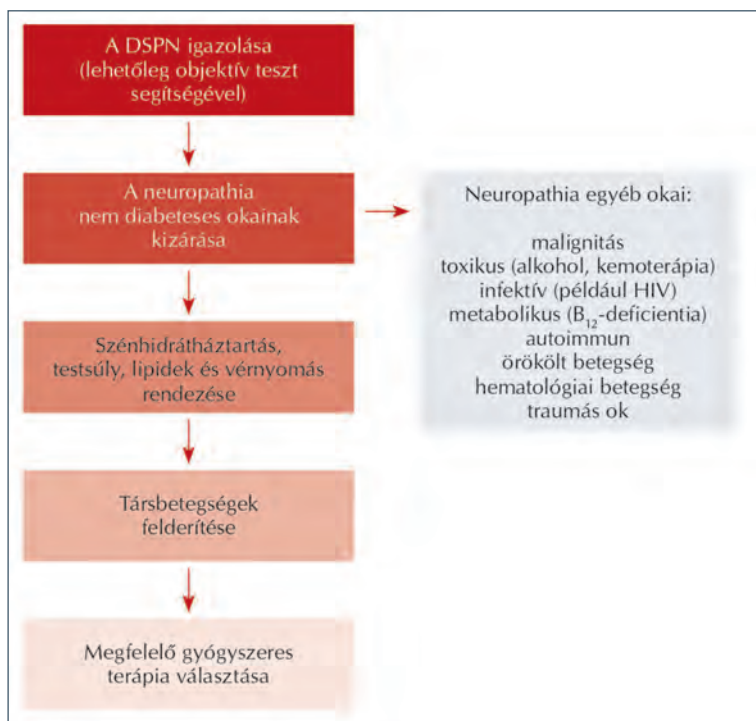 A DSPN igazolása
(lehetőleg objektív teszt
segítségével)
A neuropathia
nem diabeteses okainak
kizárása
Neuropathia egyéb okai:
malignitás
toxikus (alkohol, kemoterápia)
infektív (például HIV)
metabolikus (B₁₂-deficientia)
autoimmun
örökölt betegség
hematológiai betegség
traumás ok
Szénhidrátháztartás,
testsúly, lipidek és vérnyomás
rendezése
Társbetegségek
felderítése
Megfelelő gyógyszeres
terápia választása